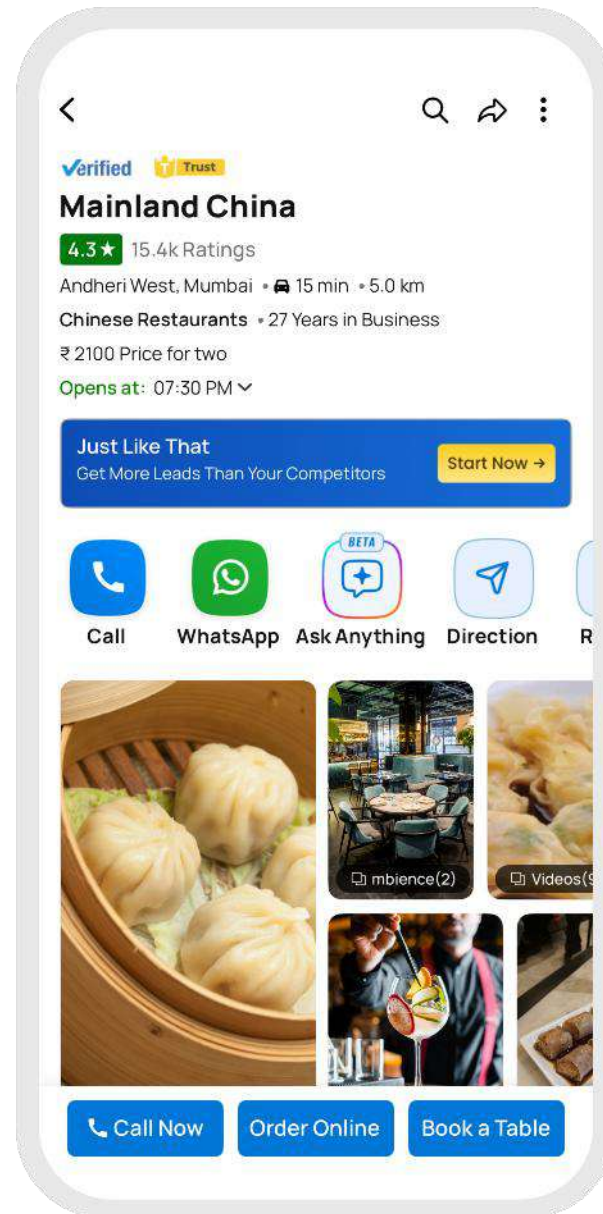 Verified Trust
Mainland China
4.3★ 15.4k Ratings
Andheri West, Mumbai • 15 min • 5.0 km
Chinese Restaurants • 27 Years in Business
₹ 2100 Price for two
Opens at: 07:30 PM
Just Like That
Get More Leads Than Your Competitors
Start Now →
BETA
Call WhatsApp Ask Anything Direction R
mbience(2) Videos(9
Call Now Order Online Book a Table